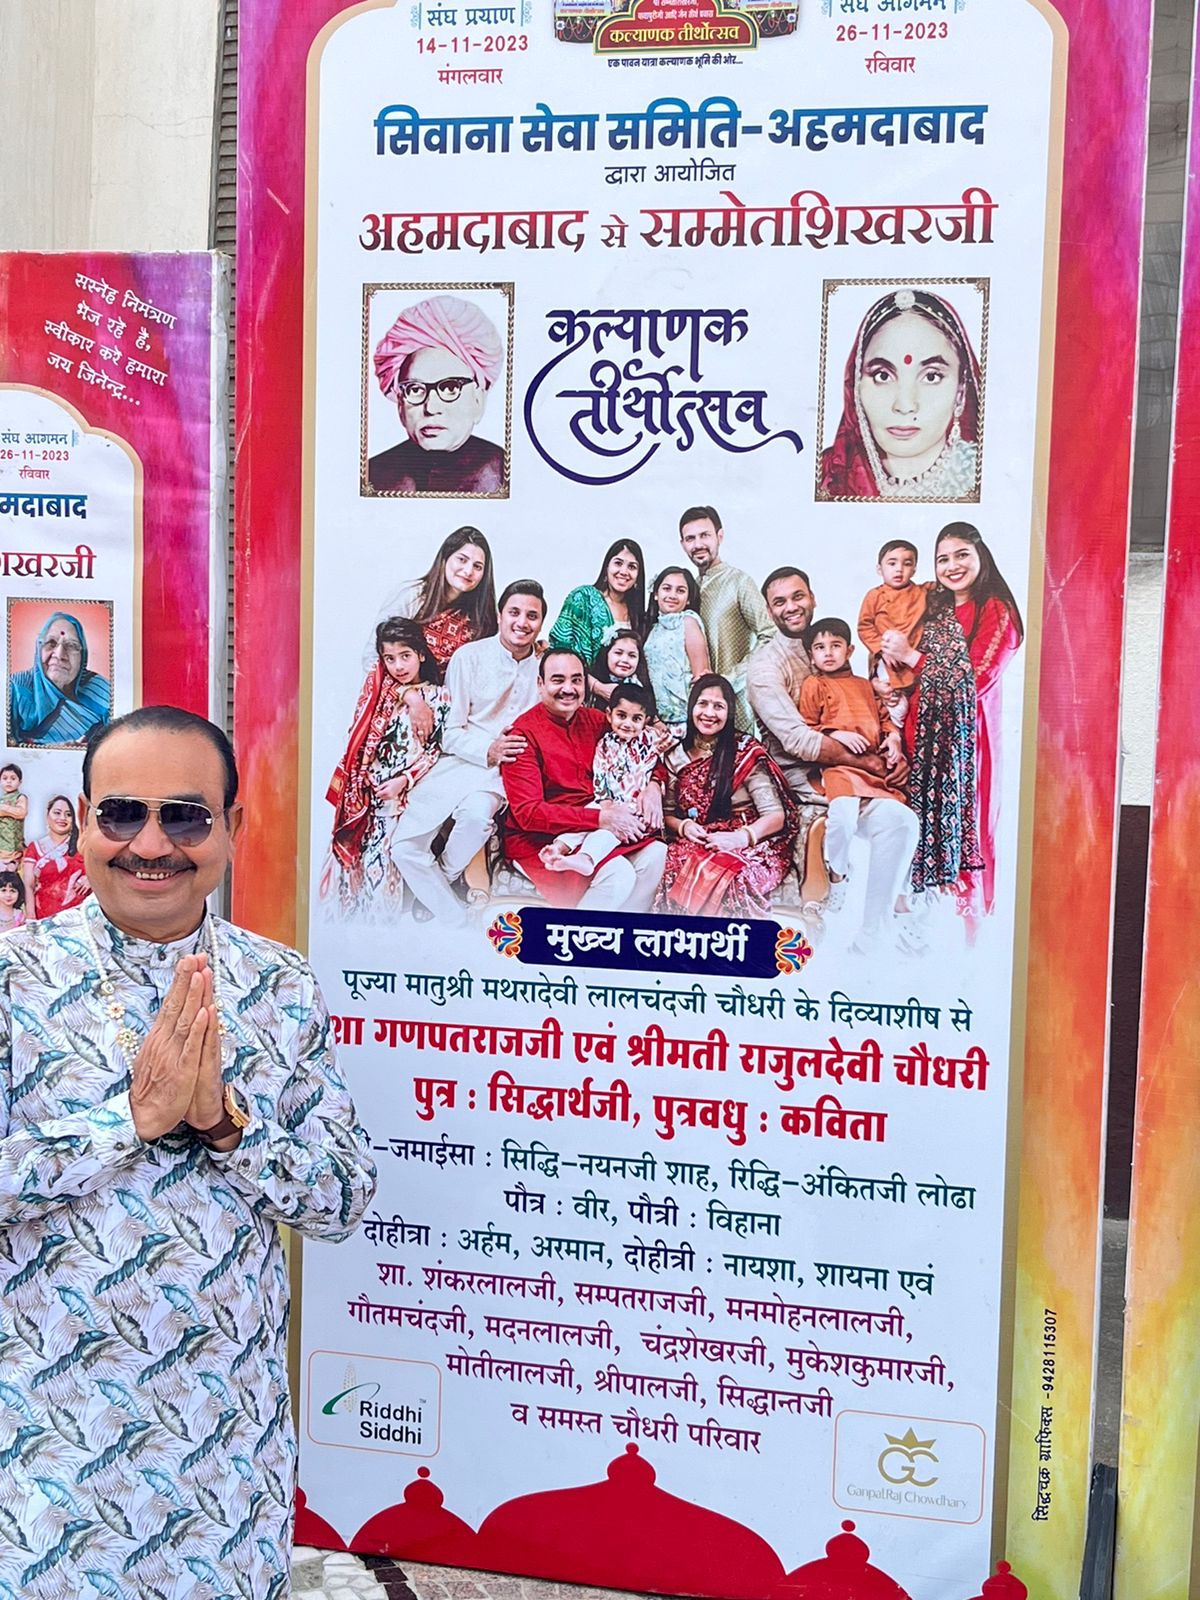 संघ प्रयाण
14-11-2023
मंगलवार
कल्याणक तीर्थोत्सव
एक पावन यात्रा कल्याणक भूमि की ओर...
संघ आगमन
26-11-2023
रविवार
सिवाना सेवा समिति-अहमदाबाद
द्वारा आयोजित
अहमदाबाद से सम्मेतशिखरजी
कल्याणक
तीर्थोत्सव
मुख्य लाभार्थी
पूज्या मातुश्री मथरादेवी लालचंदजी चौधरी के दिव्याशीष से
शा गणपतराजजी एवं श्रीमती राजुलदेवी चौधरी
पुत्र : सिद्धार्थजी, पुत्रवधु : कविता
-जमाईसा : सिद्धि-नयनजी शाह, रिद्धि-अंकितजी लोढा
पौत्र : वीर, पौत्री : विहाना
दोहीत्रा : अर्हम, अरमान, दोहीत्री : नायशा, शायना एवं
शा. शंकरलालजी, सम्पतराजजी, मनमोहनलालजी,
गौतमचंदजी, मदनलालजी, चंद्रशेखरजी, मुकेशकुमारजी,
मोतीलालजी, श्रीपालजी, सिद्धान्तजी
व समस्त चौधरी परिवार
Riddhi
Siddhi
GC
GanpatRaj Chowdhary
सिद्धचक्र ग्राफिक्स -9428115307
सस्नेह निमंत्रण
भेज रहे है,
स्वीकार करे हमारा
जय जिनेन्द्र...
संघ आगमन
26-11-2023
रविवार
मदाबाद
शिखरजी